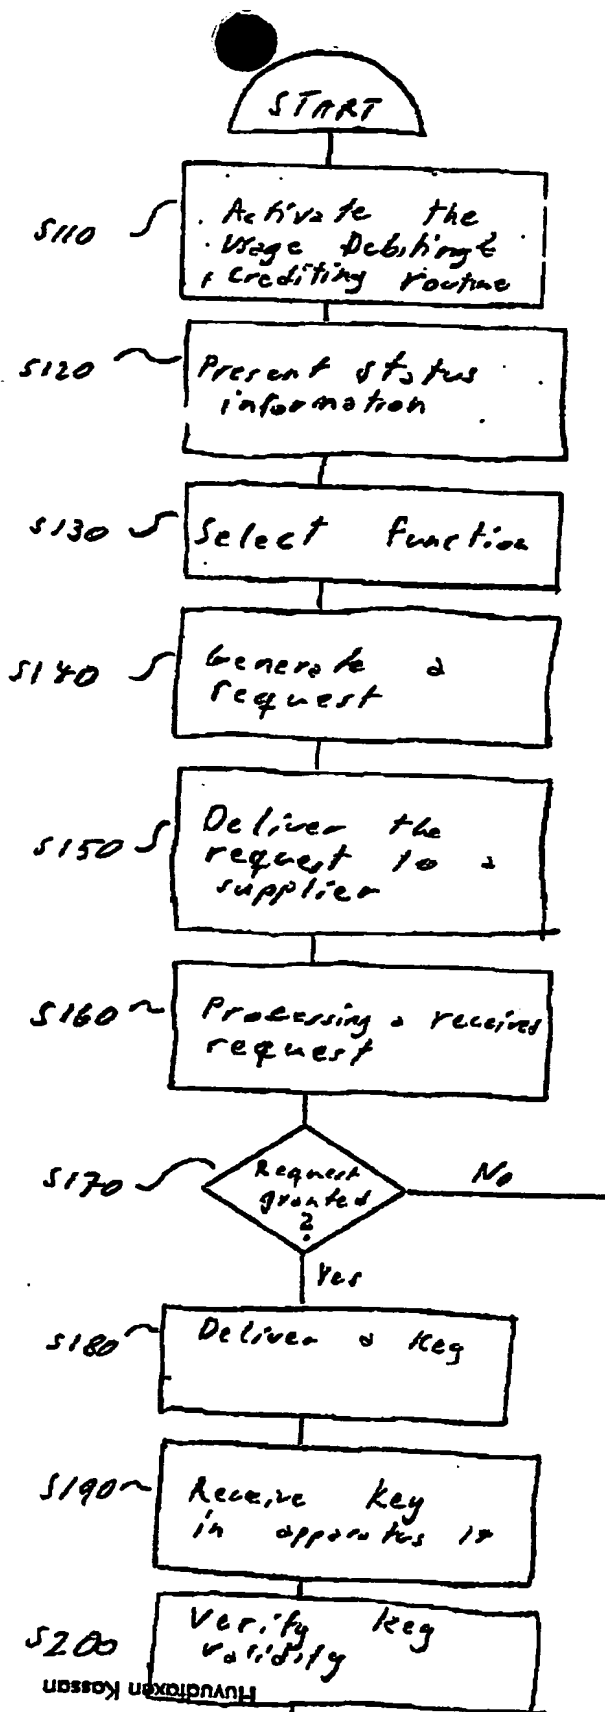 START
S110
Activate the
Usage Debiting &
crediting routine
S120
Present status
information
S130
Select function
S140
Generate a
request
S150
Deliver the
request to a
supplier
S160
Processing a received
request
S170
Request
granted
?
No
Yes
S180
Deliver a key
S190
Receive key
in apparatus
S200
Verify key
validity
Huvudfaxen Kassan